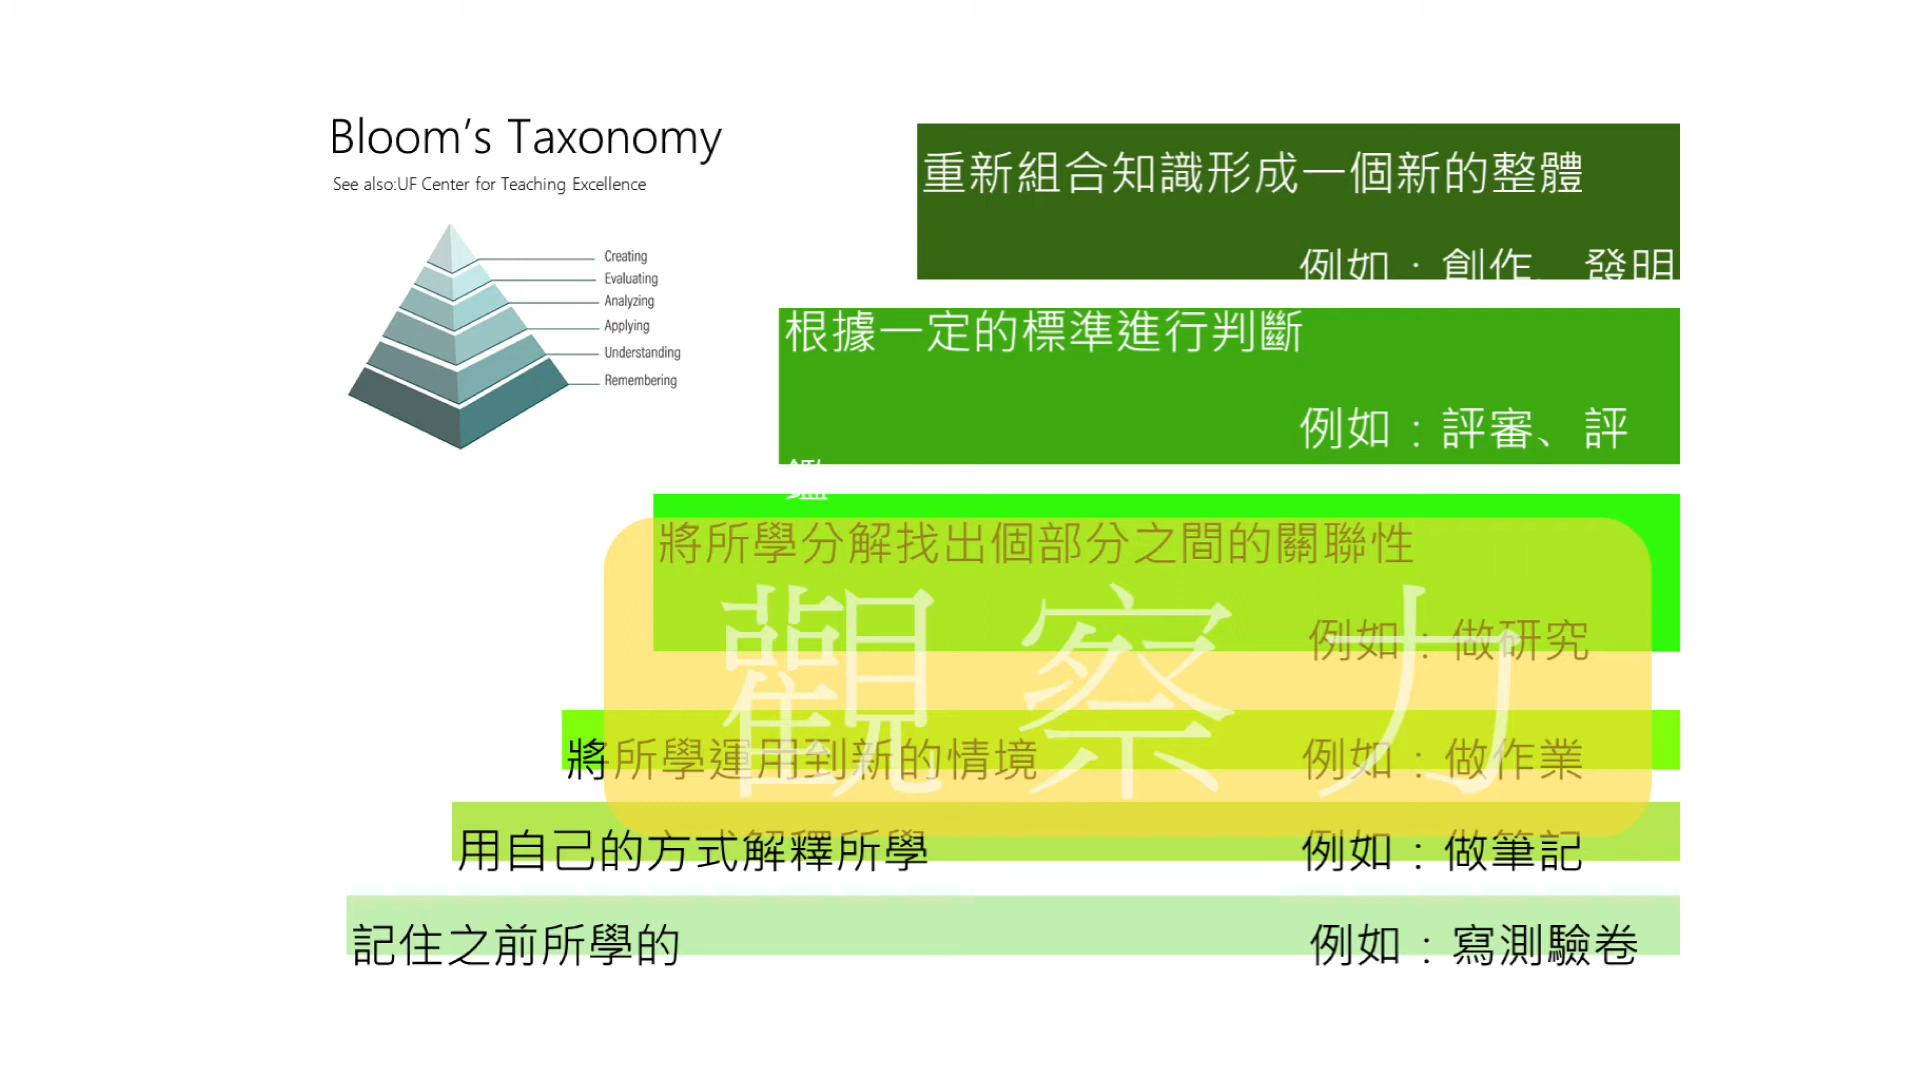 Bloom’s Taxonomy
See also:UF Center for Teaching Excellence
Creating
Evaluating
Analyzing
Applying
Understanding
Remembering
重新組合知識形成一個新的整體
例如：創作、發明
根據一定的標準進行判斷
例如：評審、評
鑑
將所學分解找出個部分之間的關聯性
例如：做研究
觀察力
將所學運用到新的情境 例如：做作業
用自己的方式解釋所學 例如：做筆記
記住之前所學的 例如：寫測驗卷